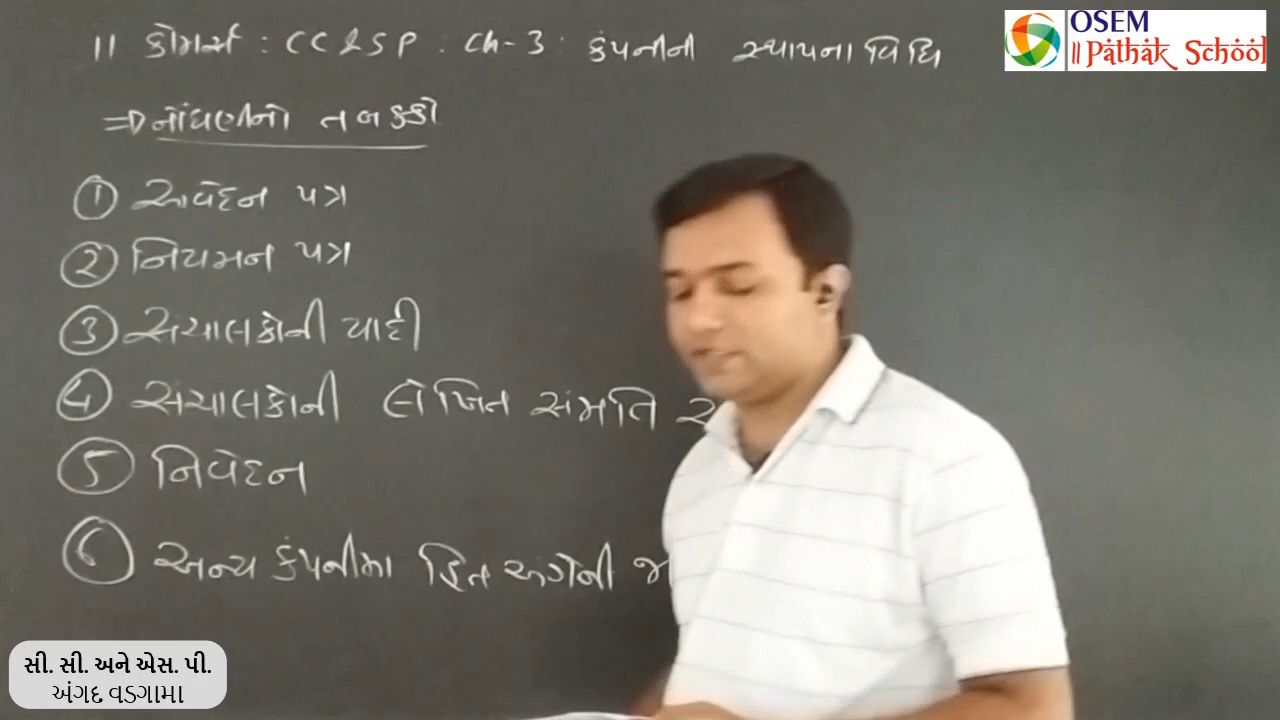 11 કોમર્સ : CC & SP : Ch-3 : કંપનીની સ્થાપના વિધિ
OSEM
Pathak School
⇒ નોંધણીનો તબક્કો
① આવેદન પત્ર
② નિયમન પત્ર
③ સંચાલકોની યાદી
④ સંચાલકોની લેખિત સંમતિ
⑤ નિવેદન
⑥ અન્ય કંપનીમાં હિત અંગેની
સી. સી. અને એસ. પી.
અંગદ વડગામા